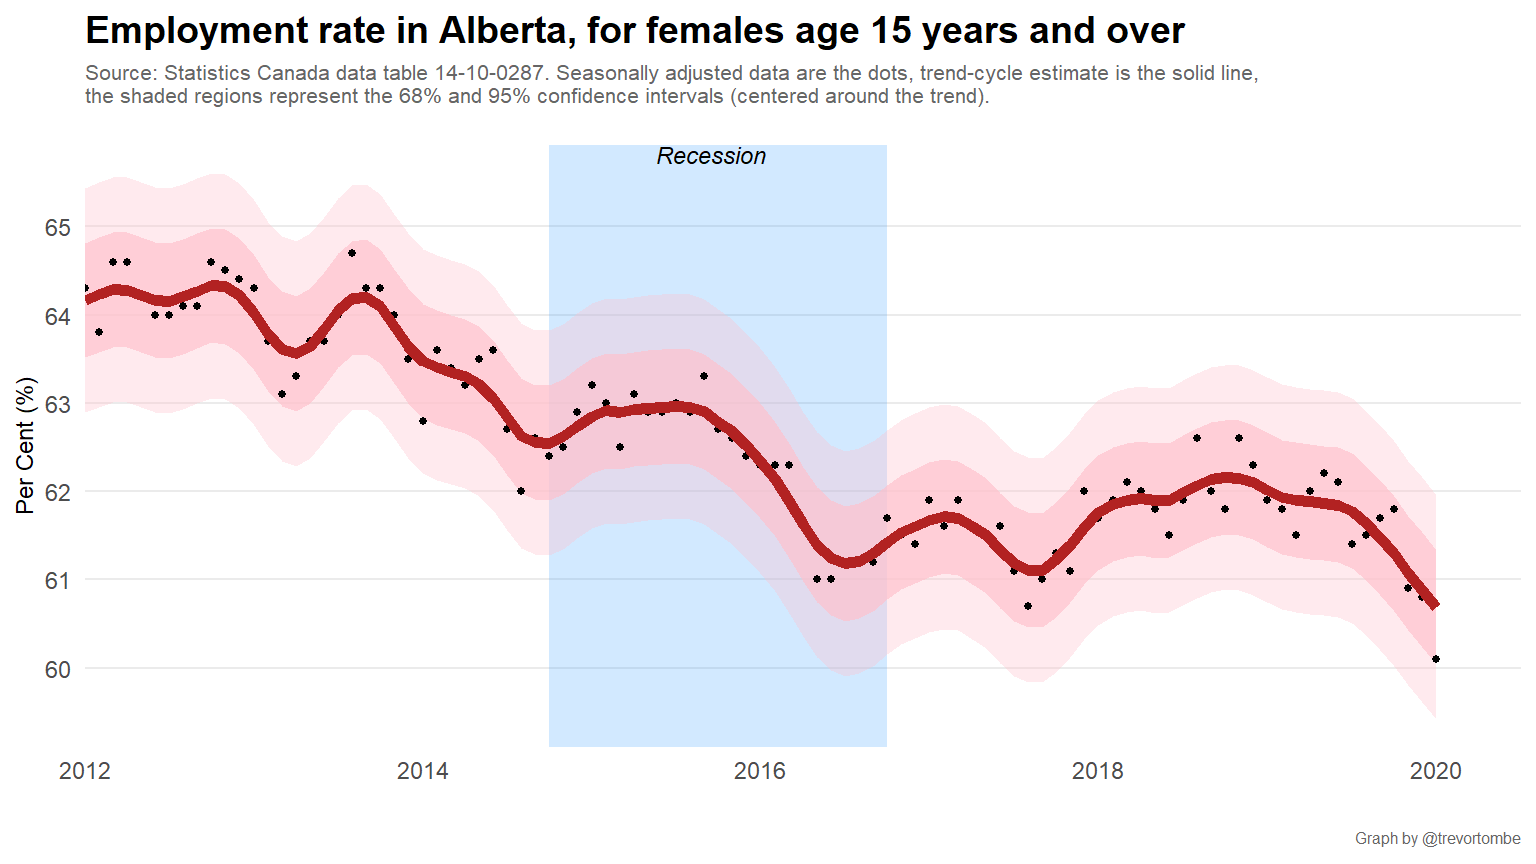 Employment rate in Alberta, for females age 15 years and over
Source: Statistics Canada data table 14-10-0287. Seasonally adjusted data are the dots, trend-cycle estimate is the solid line,
the shaded regions represent the 68% and 95% confidence intervals (centered around the trend).
Recession
65
64
63
62
61
60
Per Cent (%)
2012 2014 2016 2018 2020
Graph by @trevortombe